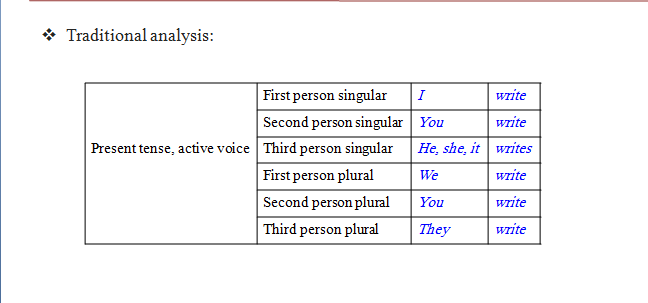 Traditional analysis:
First person singular I write
Second person singular You write
Present tense, active voice Third person singular He, she, it writes
First person plural We write
Second person plural You write
Third person plural They write